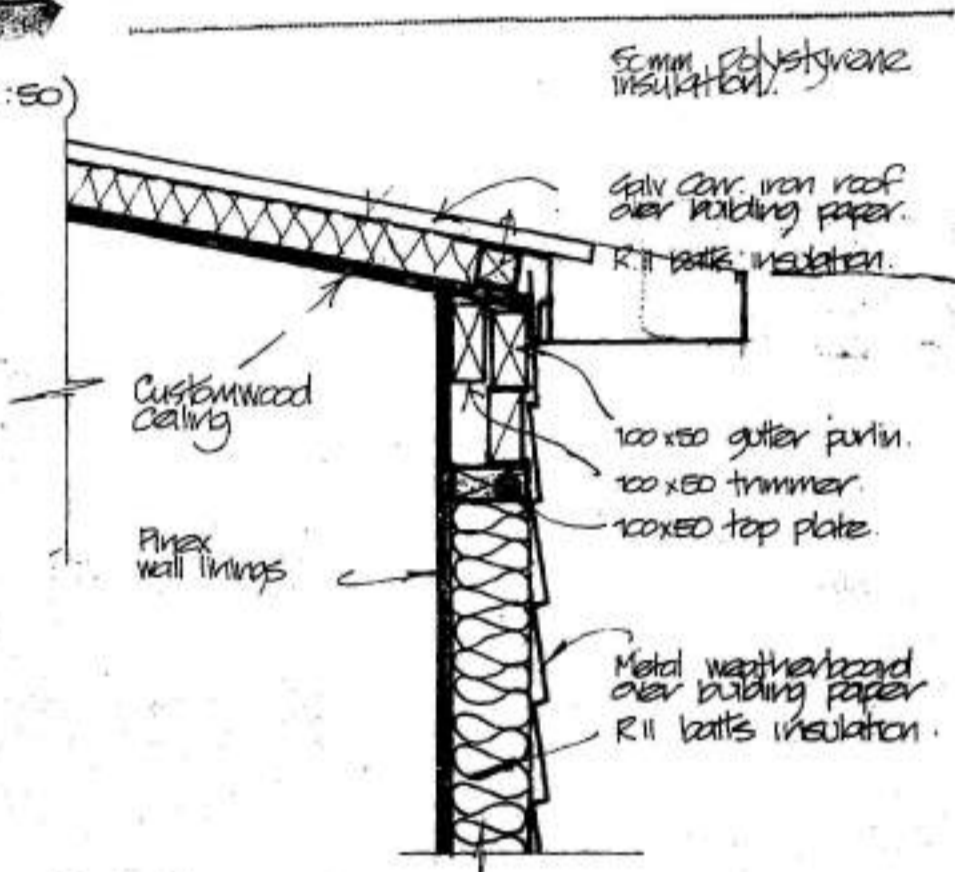 :50)
50mm Polystyrene
insulation.
Galv Corr. iron roof
over building paper.
R.11 batts insulation.
Customwood
ceiling
100x50 gutter purlin.
100x50 trimmer.
100x50 top plate.
Pinex
wall linings
Metal weatherboard
over building paper
R11 batts insulation.